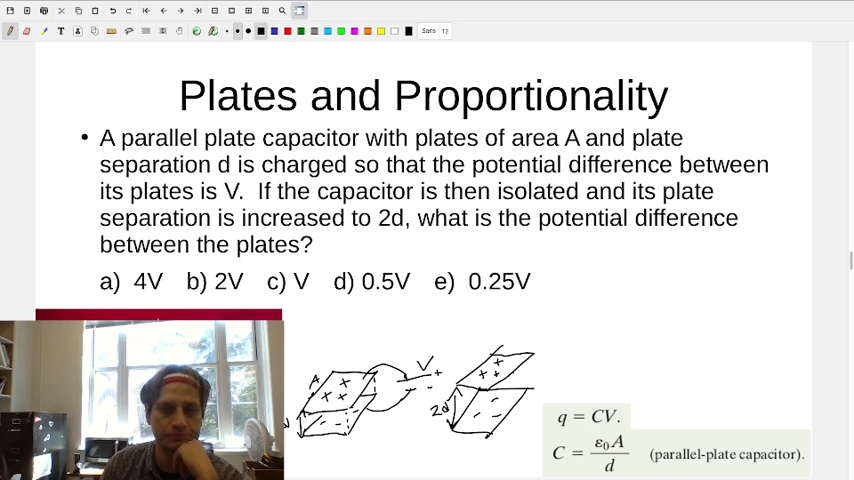 Sans 12
Plates and Proportionality
• A parallel plate capacitor with plates of area A and plate
separation d is charged so that the potential difference between
its plates is V. If the capacitor is then isolated and its plate
separation is increased to 2d, what is the potential difference
between the plates?
a) 4V b) 2V c) V d) 0.5V e) 0.25V
A
V
+
2d
q = CV.
C = ε₀A / d (parallel-plate capacitor).